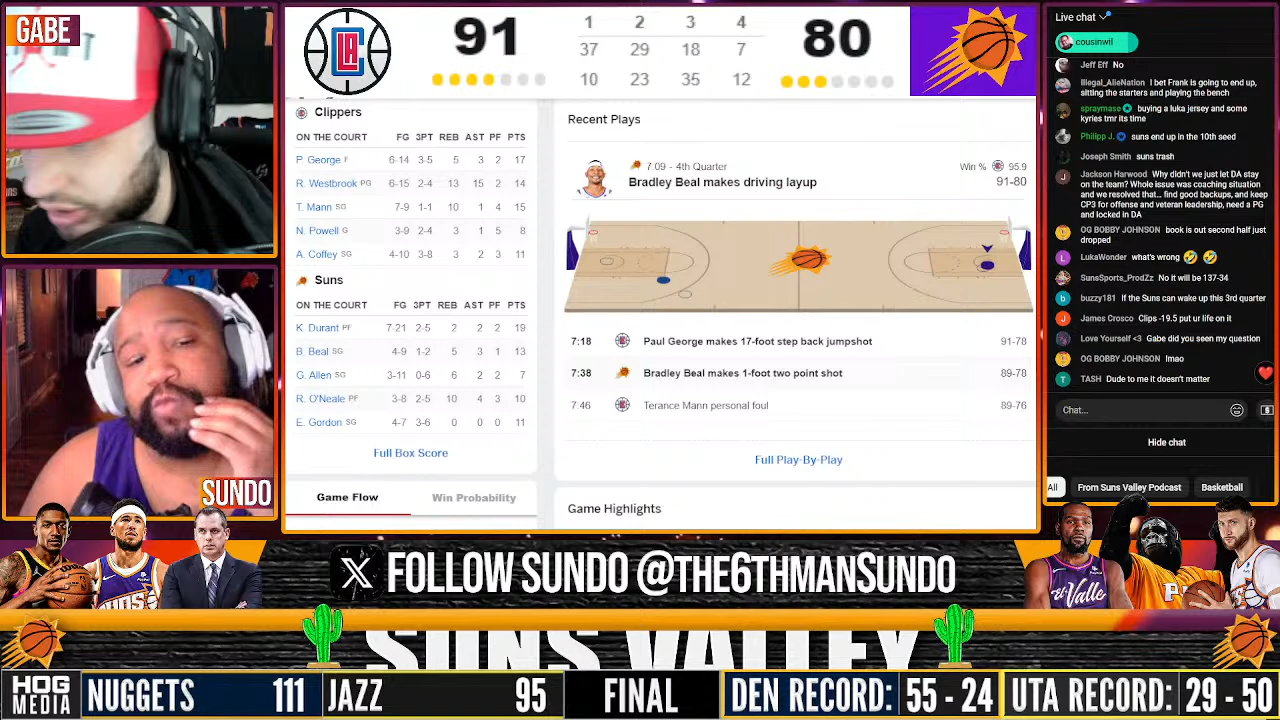 GABE
SUNDO
LA
91
1 2 3 4
37 29 18 7
10 23 35 12
80
Clippers
ON THE COURT FG 3PT REB AST PF PTS
P. George F 6-14 3-5 5 3 2 17
R. Westbrook PG 6-15 2-4 13 15 2 14
T. Mann SG 7-9 1-1 10 1 4 15
N. Powell G 3-9 2-4 3 1 5 8
A. Coffey SG 4-10 3-8 3 2 3 11
Suns
ON THE COURT FG 3PT REB AST PF PTS
K. Durant PF 7-21 2-5 2 2 2 19
B. Beal SG 4-9 1-2 5 3 1 13
G. Allen SG 3-11 0-6 6 2 2 7
R. O'Neale PF 3-8 2-5 10 4 3 10
E. Gordon SG 4-7 3-6 0 0 0 11
Full Box Score
Game Flow Win Probability
Recent Plays
7:09 - 4th Quarter
Bradley Beal makes driving layup
Win % 95.9
91-80
7:18 Paul George makes 17-foot step back jumpshot 91-78
7:38 Bradley Beal makes 1-foot two point shot 89-78
7:46 Terance Mann personal foul 89-76
Full Play-By-Play
Game Highlights
Live chat
cousinwil
Jeff Eff No
Illegal_AlieNation I bet Frank is going to end up,
sitting the starters and playing the bench
spraymase buying a luka jersey and some
kyries tmr its time
Philipp J. suns end up in the 10th seed
Joseph Smith suns trash
Jackson Harwood Why didn't we just let DA stay
on the team? Whole issue was coaching situation
and we resolved that... find good backups, and keep
CP3 for offense and veteran leadership, need a PG
and locked in DA
OG BOBBY JOHNSON book is out second half just
dropped
LukaWonder what's wrong 🤣 🤣
SunsSports_ProdZz No it will be 137-34
buzzy181 If the Suns can wake up this 3rd quarter
James Crosco Clips -19.5 put ur life on it
Love Yourself <3 Gabe did you seen my question
OG BOBBY JOHNSON lmao
TASH Dude to me it doesn't matter
Chat...
Hide chat
All From Suns Valley Podcast Basketball
X FOLLOW SUNDO @THE6THMANSUNDO
SUNS VALLEY
HOG
MEDIA
NUGGETS 111 JAZZ 95 FINAL DEN RECORD: 55 - 24 UTA RECORD: 29 - 50